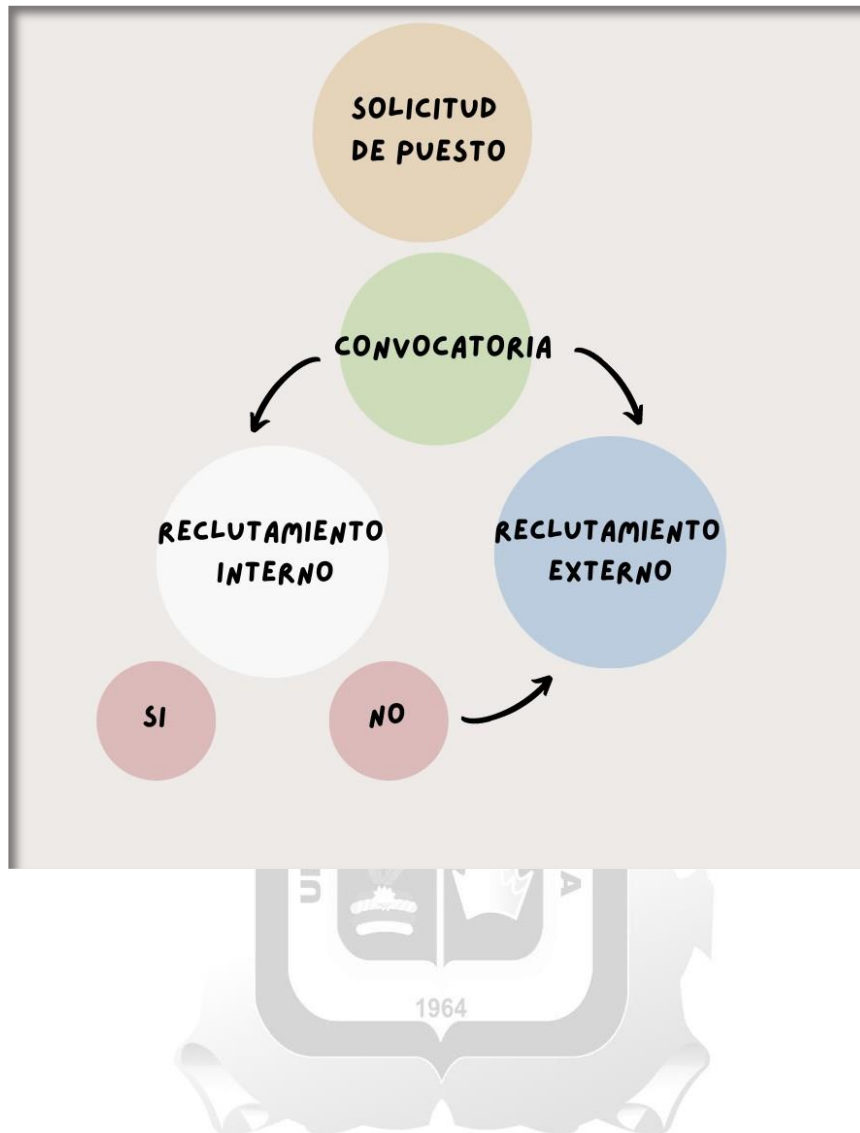 SOLICITUD
DE PUESTO
CONVOCATORIA
RECLUTAMIENTO
INTERNO
RECLUTAMIENTO
EXTERNO
SI
NO
1964